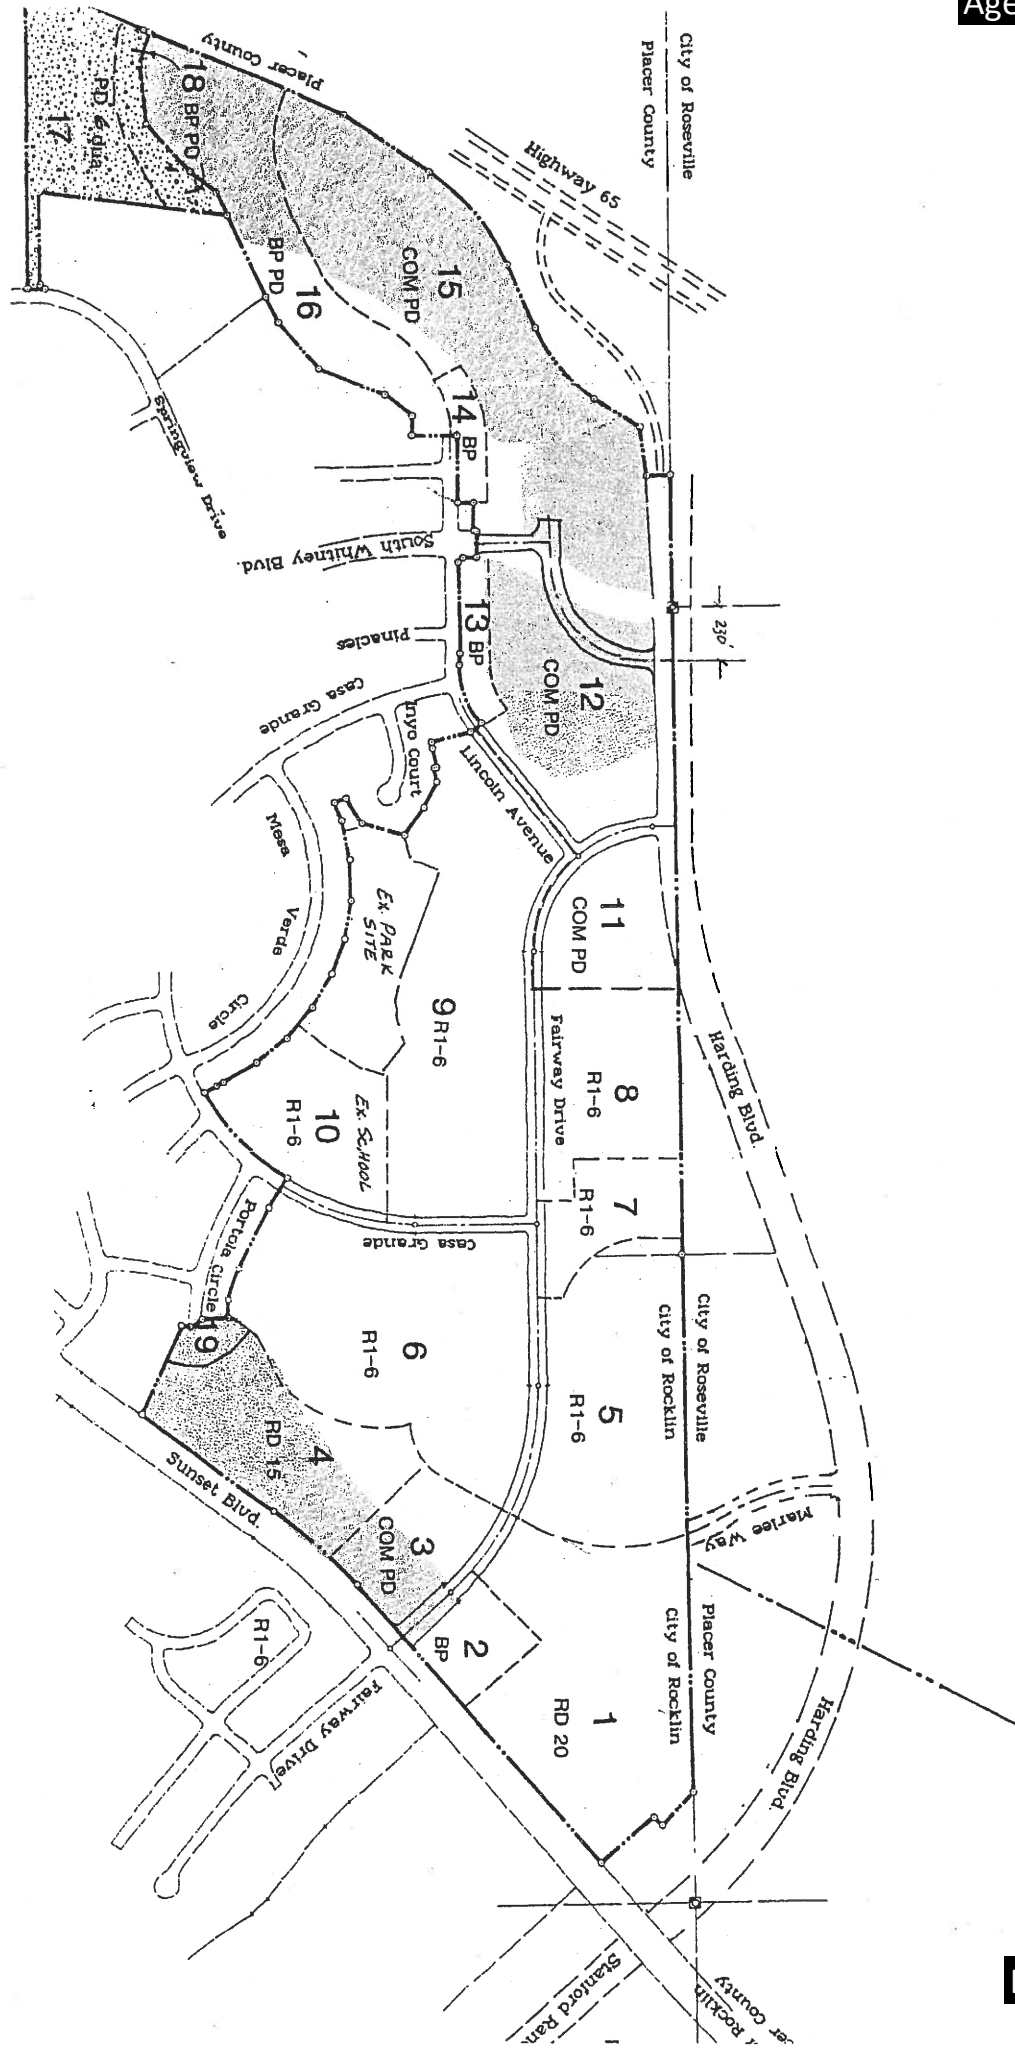 Age
City of Roseville
Placer County
Placer County
Highway 65
18 BP PD
PD 6 dua
17
15
COM PD
16
BP PD
14 BP
Springview Drive
South Whitney Blvd.
13 BP
230'
Pinacles
12
COM PD
Casa Grande
Inyo Court
Lincoln Avenue
Mesa
Verde
Circle
Ex. PARK
SITE
11
COM PD
9 R1-6
Fairway Drive
8
R1-6
Harding Blvd.
10
R1-6
Ex. SCHOOL
7
R1-6
Portola Circle
Casa Grande
19
6
R1-6
5
R1-6
City of Roseville
City of Rocklin
4
RD 15
Sunset Blvd.
3
COM PD
Marlee Way
2
BP
R1-6
Fairway Drive
1
RD 20
Placer County
City of Rocklin
Harding Blvd.
Stanford Ran
cer County
Rocklin